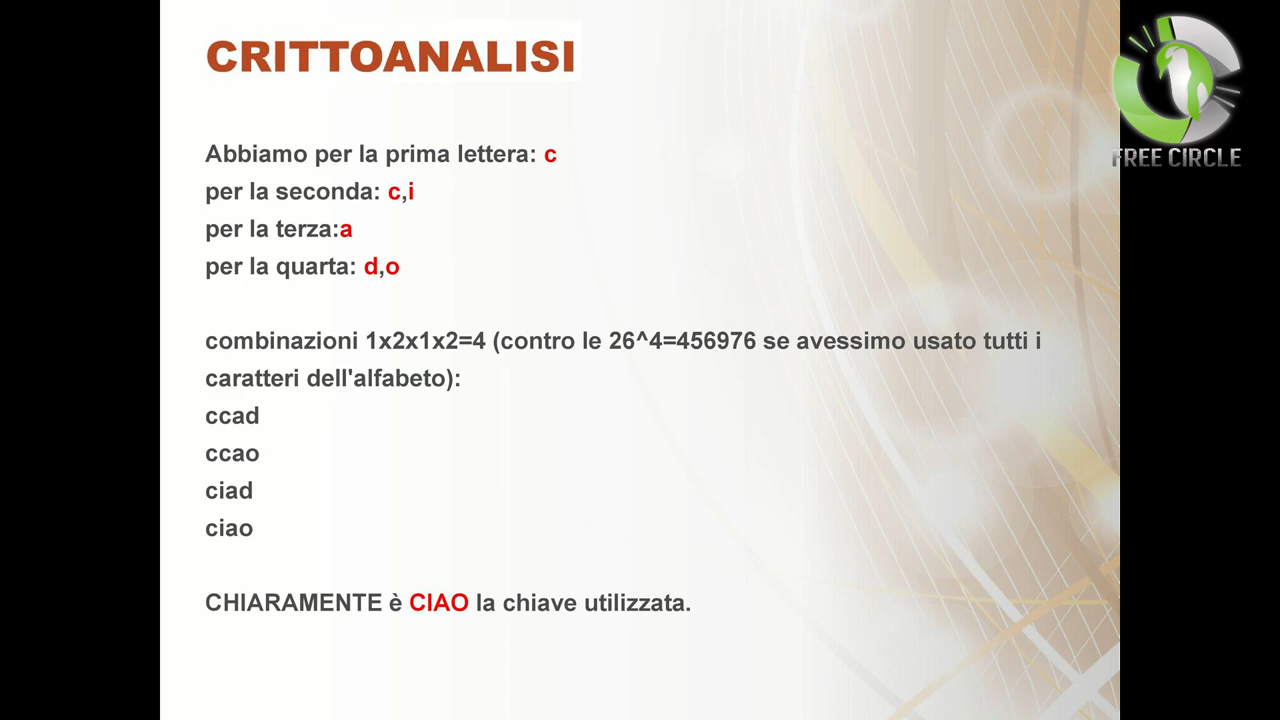 CRITTOANALISI
FREE CIRCLE
Abbiamo per la prima lettera: c
per la seconda: c,i
per la terza:a
per la quarta: d,o
combinazioni 1x2x1x2=4 (contro le 26^4=456976 se avessimo usato tutti i
caratteri dell'alfabeto):
ccad
ccao
ciad
ciao
CHIARAMENTE è CIAO la chiave utilizzata.